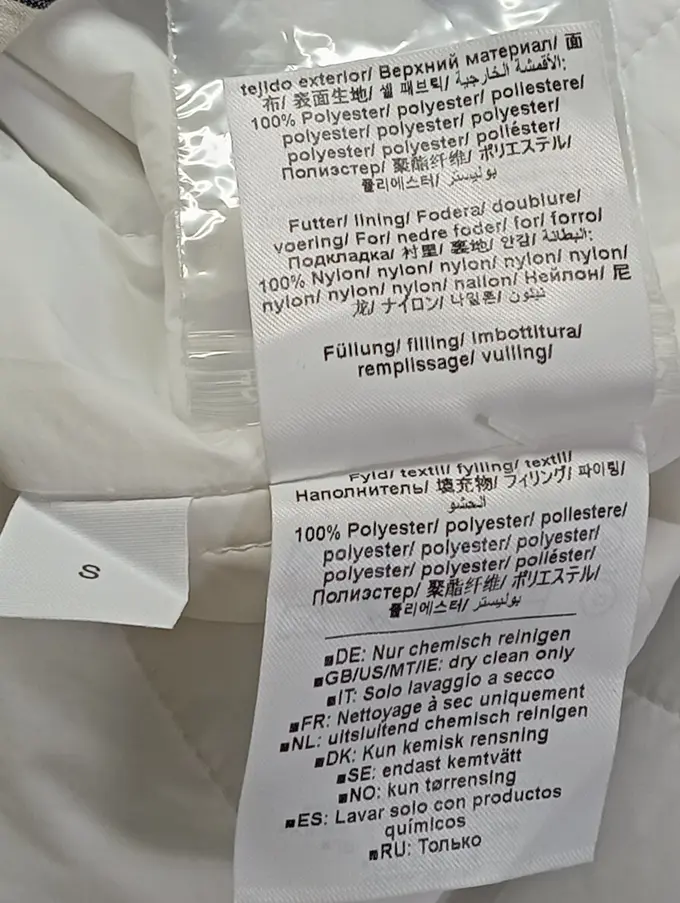 tejido exterior/ Верхний материал/ 面
布/ 表面生地/ 셸 패브릭/ الأقمشة الخارجية:
100% Polyester/ polyester/ poliestere/
polyester/ polyester/ polyester/
polyester/ polyester/ poliéster/
Полиэстер/ 聚酯纤维/ ポリエステル/
폴리에스터/ بوليستر
Futter/ lining/ Fodera/ doublure/
voering/ For/ nedre foder/ for/ forro/
Подкладка/ 衬里/ 裏地/ 안감/ البطانة:
100% Nylon/ nylon/ nylon/ nylon/ nylon/
nylon/ nylon/ nylon/ nailon/ Нейлон/ 尼
龙/ ナイロン/ 나일론/ نيلون
Füllung/ filling/ imbottitura/
remplissage/ vulling/
Fyld/ textil/ fylling/ textil/
Наполнитель/ 填充物/ フィリング/ 파이링/
الحشو
100% Polyester/ polyester/ poliestere/
polyester/ polyester/ polyester/
polyester/ polyester/ poliéster/
Полиэстер/ 聚酯纤维/ ポリエステル/
폴리에스터/ بوليستر
S
DE: Nur chemisch reinigen
GB/US/MT/IE: dry clean only
IT: Solo lavaggio a secco
FR: Nettoyage à sec uniquement
NL: uitsluitend chemisch reinigen
DK: Kun kemisk rensning
SE: endast kemtvätt
NO: kun tørrensing
ES: Lavar solo con productos
químicos
RU: Только